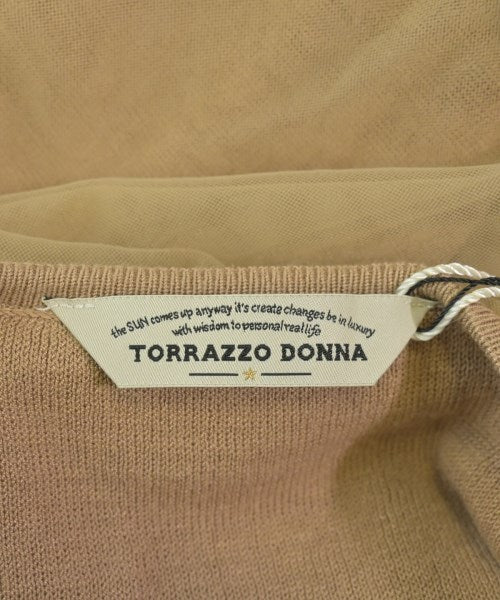 the SUN comes up anyway it's create changes be in luxury
with wisdom to personal real life
TORRAZZO DONNA